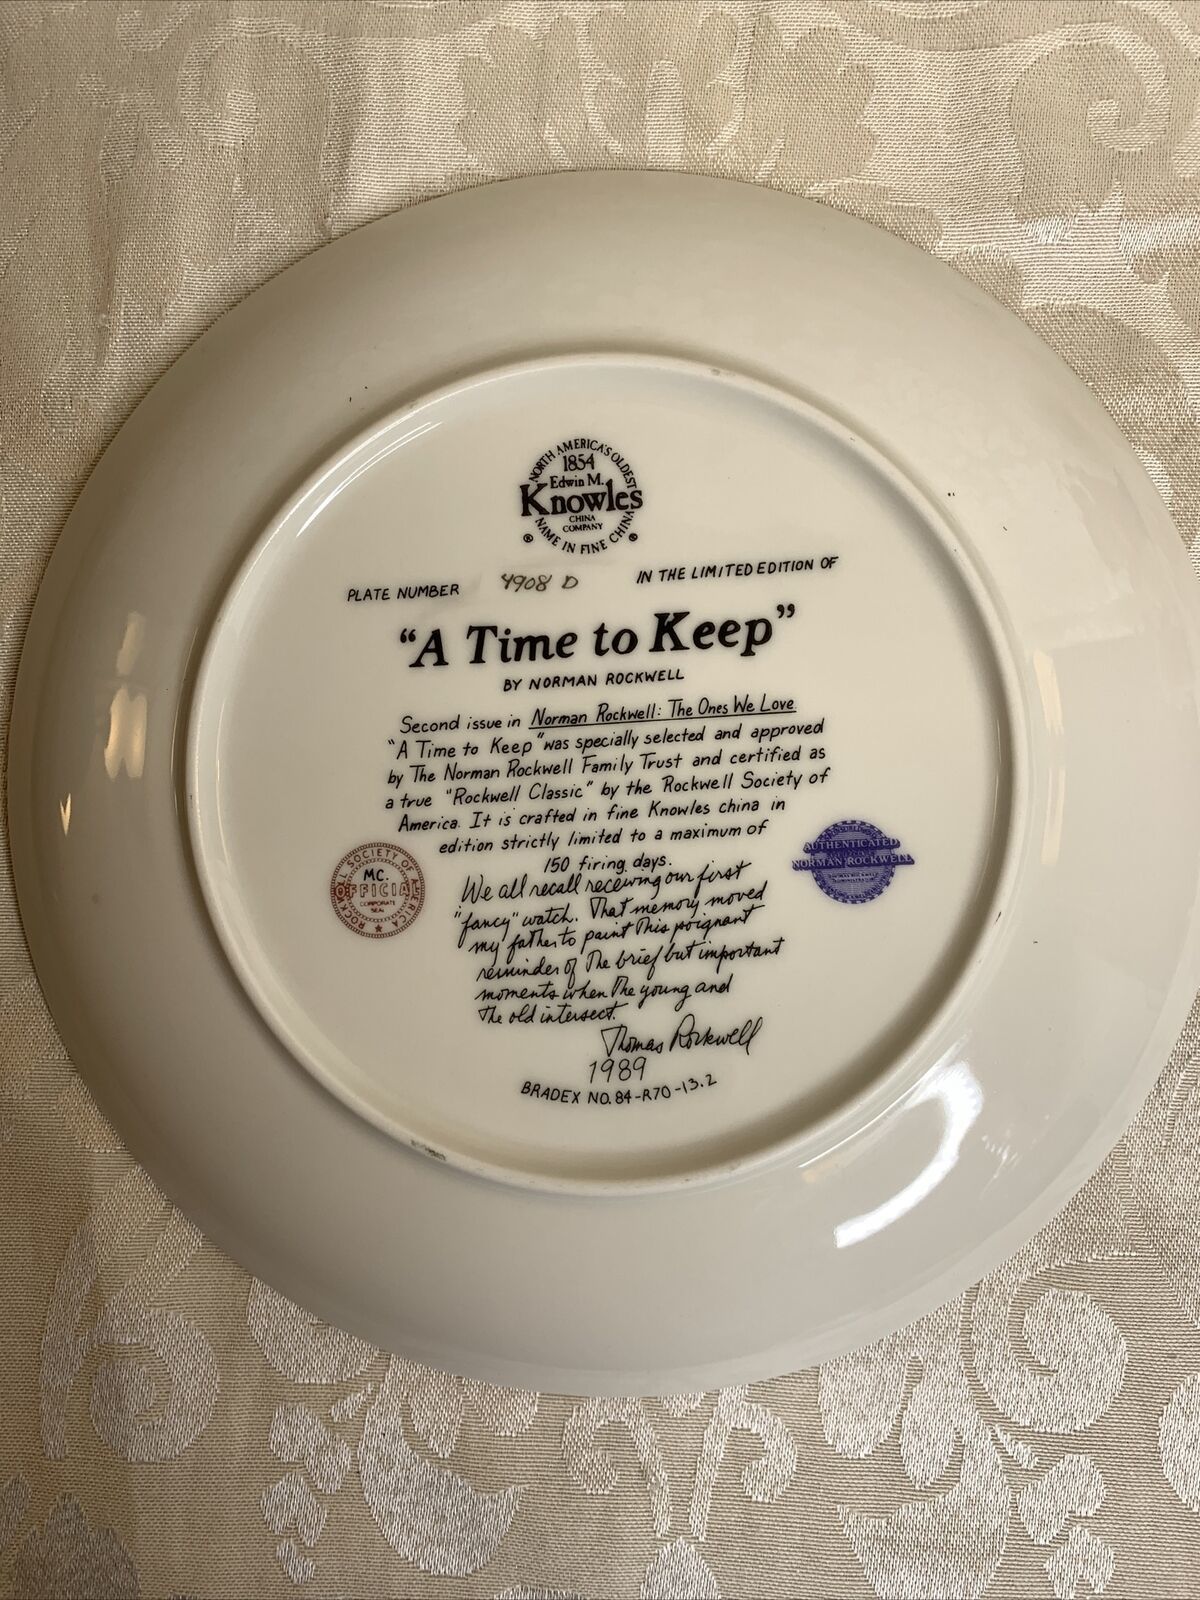 NORTH AMERICA'S OLDEST
1854
Edwin M.
Knowles
CHINA
COMPANY
® NAME IN FINE CHINA ®
PLATE NUMBER 4908 D IN THE LIMITED EDITION OF
“A Time to Keep”
BY NORMAN ROCKWELL
Second issue in Norman Rockwell: The Ones We Love
"A Time to Keep" was specially selected and approved
by The Norman Rockwell Family Trust and certified as
a true "Rockwell Classic" by the Rockwell Society of
America. It is crafted in fine Knowles china in
edition strictly limited to a maximum of
150 firing days.
ROCK L SOCIETY OF ERICA
MC.
OFFICIAL
CORPORATE
SEAL
★
AUTHENTICATED
NORMAN ROCKWELL
We all recall receiving our first
"fancy" watch. That memory moved
my father to paint this poignant
reminder of the brief but important
moments when the young and
the old intersect.
Thomas Rockwell
1989
BRADEX NO. 84-R70-13.2